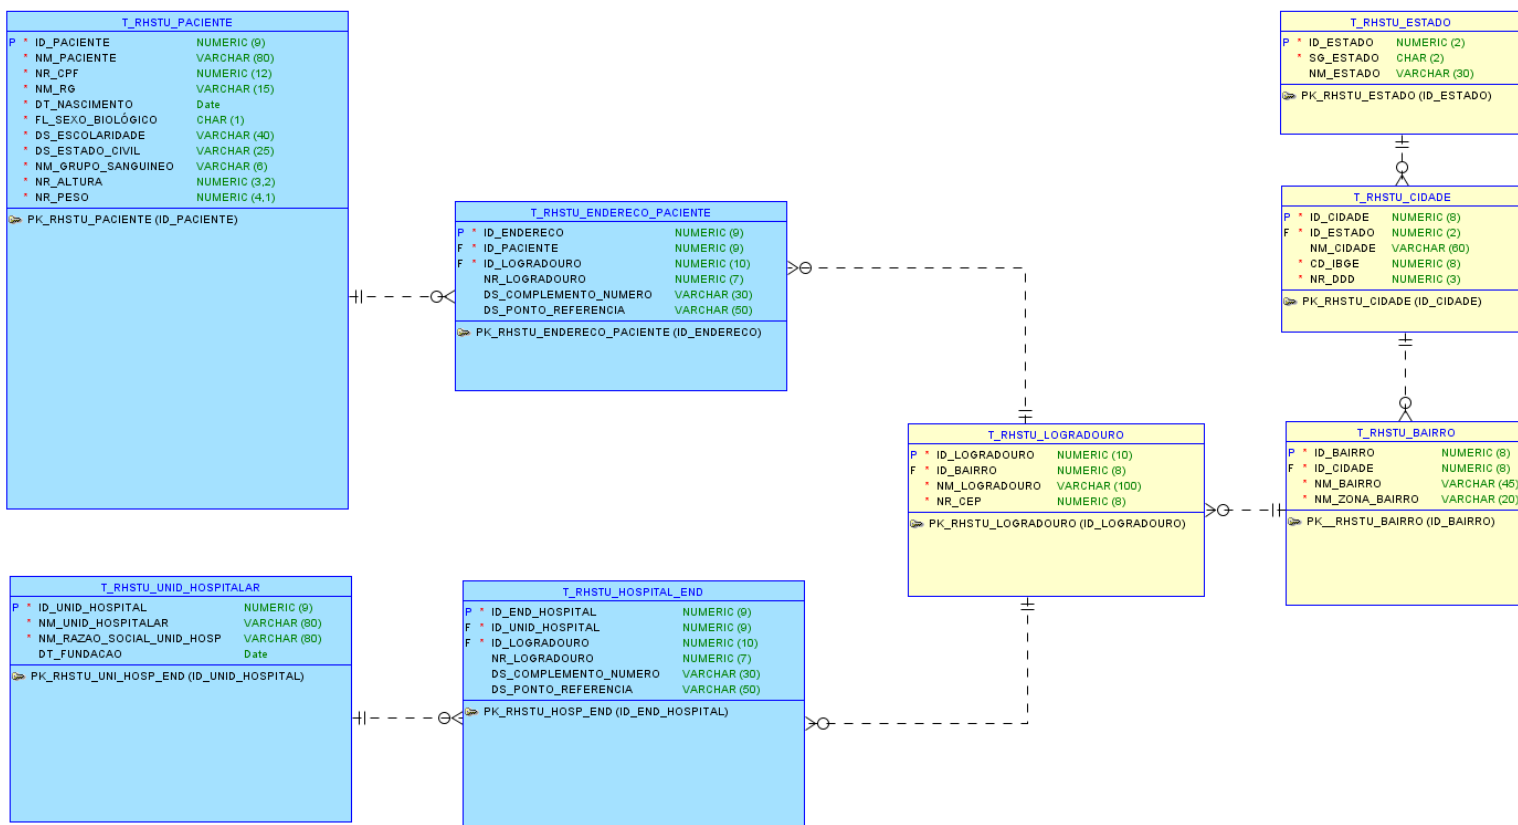 T_RHSTU_PACIENTE
P * ID_PACIENTE NUMERIC (9)
* NM_PACIENTE VARCHAR (80)
* NR_CPF NUMERIC (12)
* NM_RG VARCHAR (15)
* DT_NASCIMENTO Date
* FL_SEXO_BIOLÓGICO CHAR (1)
* DS_ESCOLARIDADE VARCHAR (40)
* DS_ESTADO_CIVIL VARCHAR (25)
* NM_GRUPO_SANGUINEO VARCHAR (6)
* NR_ALTURA NUMERIC (3,2)
* NR_PESO NUMERIC (4,1)
PK_RHSTU_PACIENTE (ID_PACIENTE)
T_RHSTU_ENDERECO_PACIENTE
P * ID_ENDERECO NUMERIC (9)
F * ID_PACIENTE NUMERIC (9)
F * ID_LOGRADOURO NUMERIC (10)
NR_LOGRADOURO NUMERIC (7)
DS_COMPLEMENTO_NUMERO VARCHAR (30)
DS_PONTO_REFERENCIA VARCHAR (50)
PK_RHSTU_ENDERECO_PACIENTE (ID_ENDERECO)
T_RHSTU_ESTADO
P * ID_ESTADO NUMERIC (2)
* SG_ESTADO CHAR (2)
NM_ESTADO VARCHAR (30)
PK_RHSTU_ESTADO (ID_ESTADO)
T_RHSTU_CIDADE
P * ID_CIDADE NUMERIC (8)
F * ID_ESTADO NUMERIC (2)
NM_CIDADE VARCHAR (60)
* CD_IBGE NUMERIC (8)
* NR_DDD NUMERIC (3)
PK_RHSTU_CIDADE (ID_CIDADE)
T_RHSTU_LOGRADOURO
P * ID_LOGRADOURO NUMERIC (10)
F * ID_BAIRRO NUMERIC (8)
* NM_LOGRADOURO VARCHAR (100)
* NR_CEP NUMERIC (8)
PK_RHSTU_LOGRADOURO (ID_LOGRADOURO)
T_RHSTU_BAIRRO
P * ID_BAIRRO NUMERIC (8)
F * ID_CIDADE NUMERIC (8)
* NM_BAIRRO VARCHAR (45)
* NM_ZONA_BAIRRO VARCHAR (20)
PK__RHSTU_BAIRRO (ID_BAIRRO)
T_RHSTU_UNID_HOSPITALAR
P * ID_UNID_HOSPITAL NUMERIC (9)
* NM_UNID_HOSPITALAR VARCHAR (80)
* NM_RAZAO_SOCIAL_UNID_HOSP VARCHAR (80)
DT_FUNDACAO Date
PK_RHSTU_UNI_HOSP_END (ID_UNID_HOSPITAL)
T_RHSTU_HOSPITAL_END
P * ID_END_HOSPITAL NUMERIC (9)
F * ID_UNID_HOSPITAL NUMERIC (9)
F * ID_LOGRADOURO NUMERIC (10)
NR_LOGRADOURO NUMERIC (7)
DS_COMPLEMENTO_NUMERO VARCHAR (30)
DS_PONTO_REFERENCIA VARCHAR (50)
PK_RHSTU_HOSP_END (ID_END_HOSPITAL)